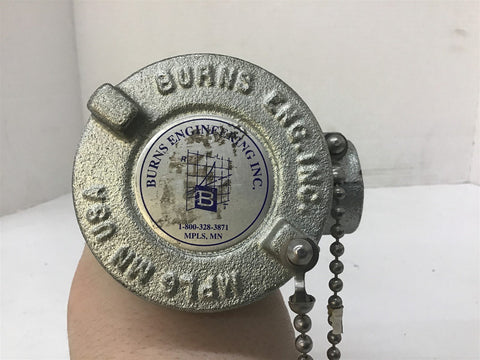 BURNS ENG. INC.
MPLS MN USA
BURNS ENGINEERING INC.
B
1-800-328-3871
MPLS, MN